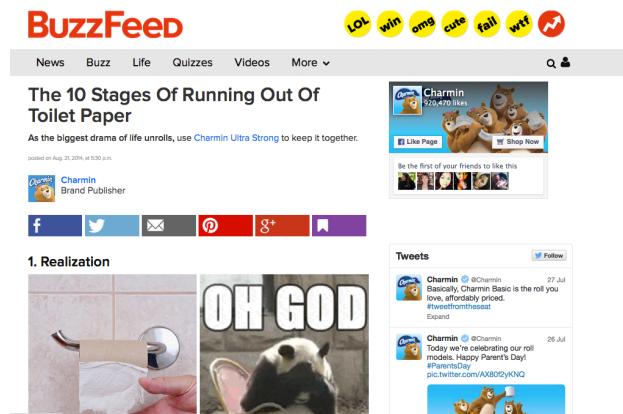 BuzzFeed
LOL
win
omg
cute
fail
wtf
News Buzz Life Quizzes Videos More
The 10 Stages Of Running Out Of
Toilet Paper
As the biggest drama of life unrolls, use Charmin Ultra Strong to keep it together.
posted on Aug. 21, 2014, at 5:30 p.m.
Charmin
Brand Publisher
f
g+
1. Realization
OH GOD
Charmin
Charmin
920,470 likes
Like Page
Shop Now
Be the first of your friends to like this
Tweets
Follow
Charmin @Charmin 27 Jul
Basically, Charmin Basic is the roll you
love, affordably priced.
#tweetfromtheseat
Expand
Charmin @Charmin 26 Jul
Today we're celebrating our roll
models. Happy Parent's Day!
#ParentsDay
pic.twitter.com/AX80f2yKNQ